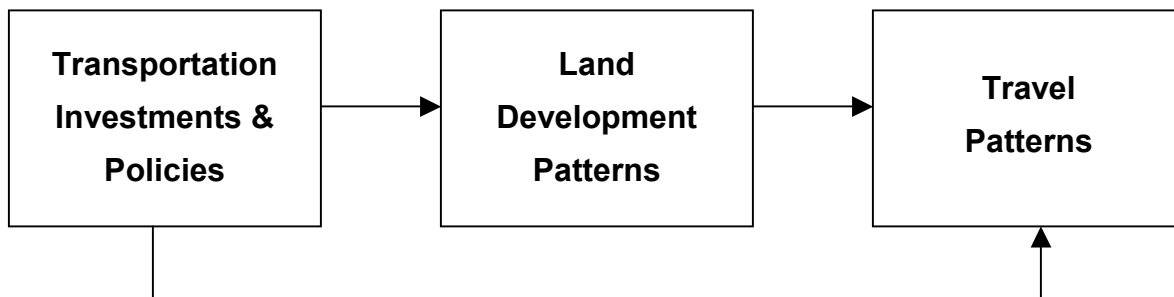 Transportation
Investments &
Policies
Land
Development
Patterns
Travel
Patterns